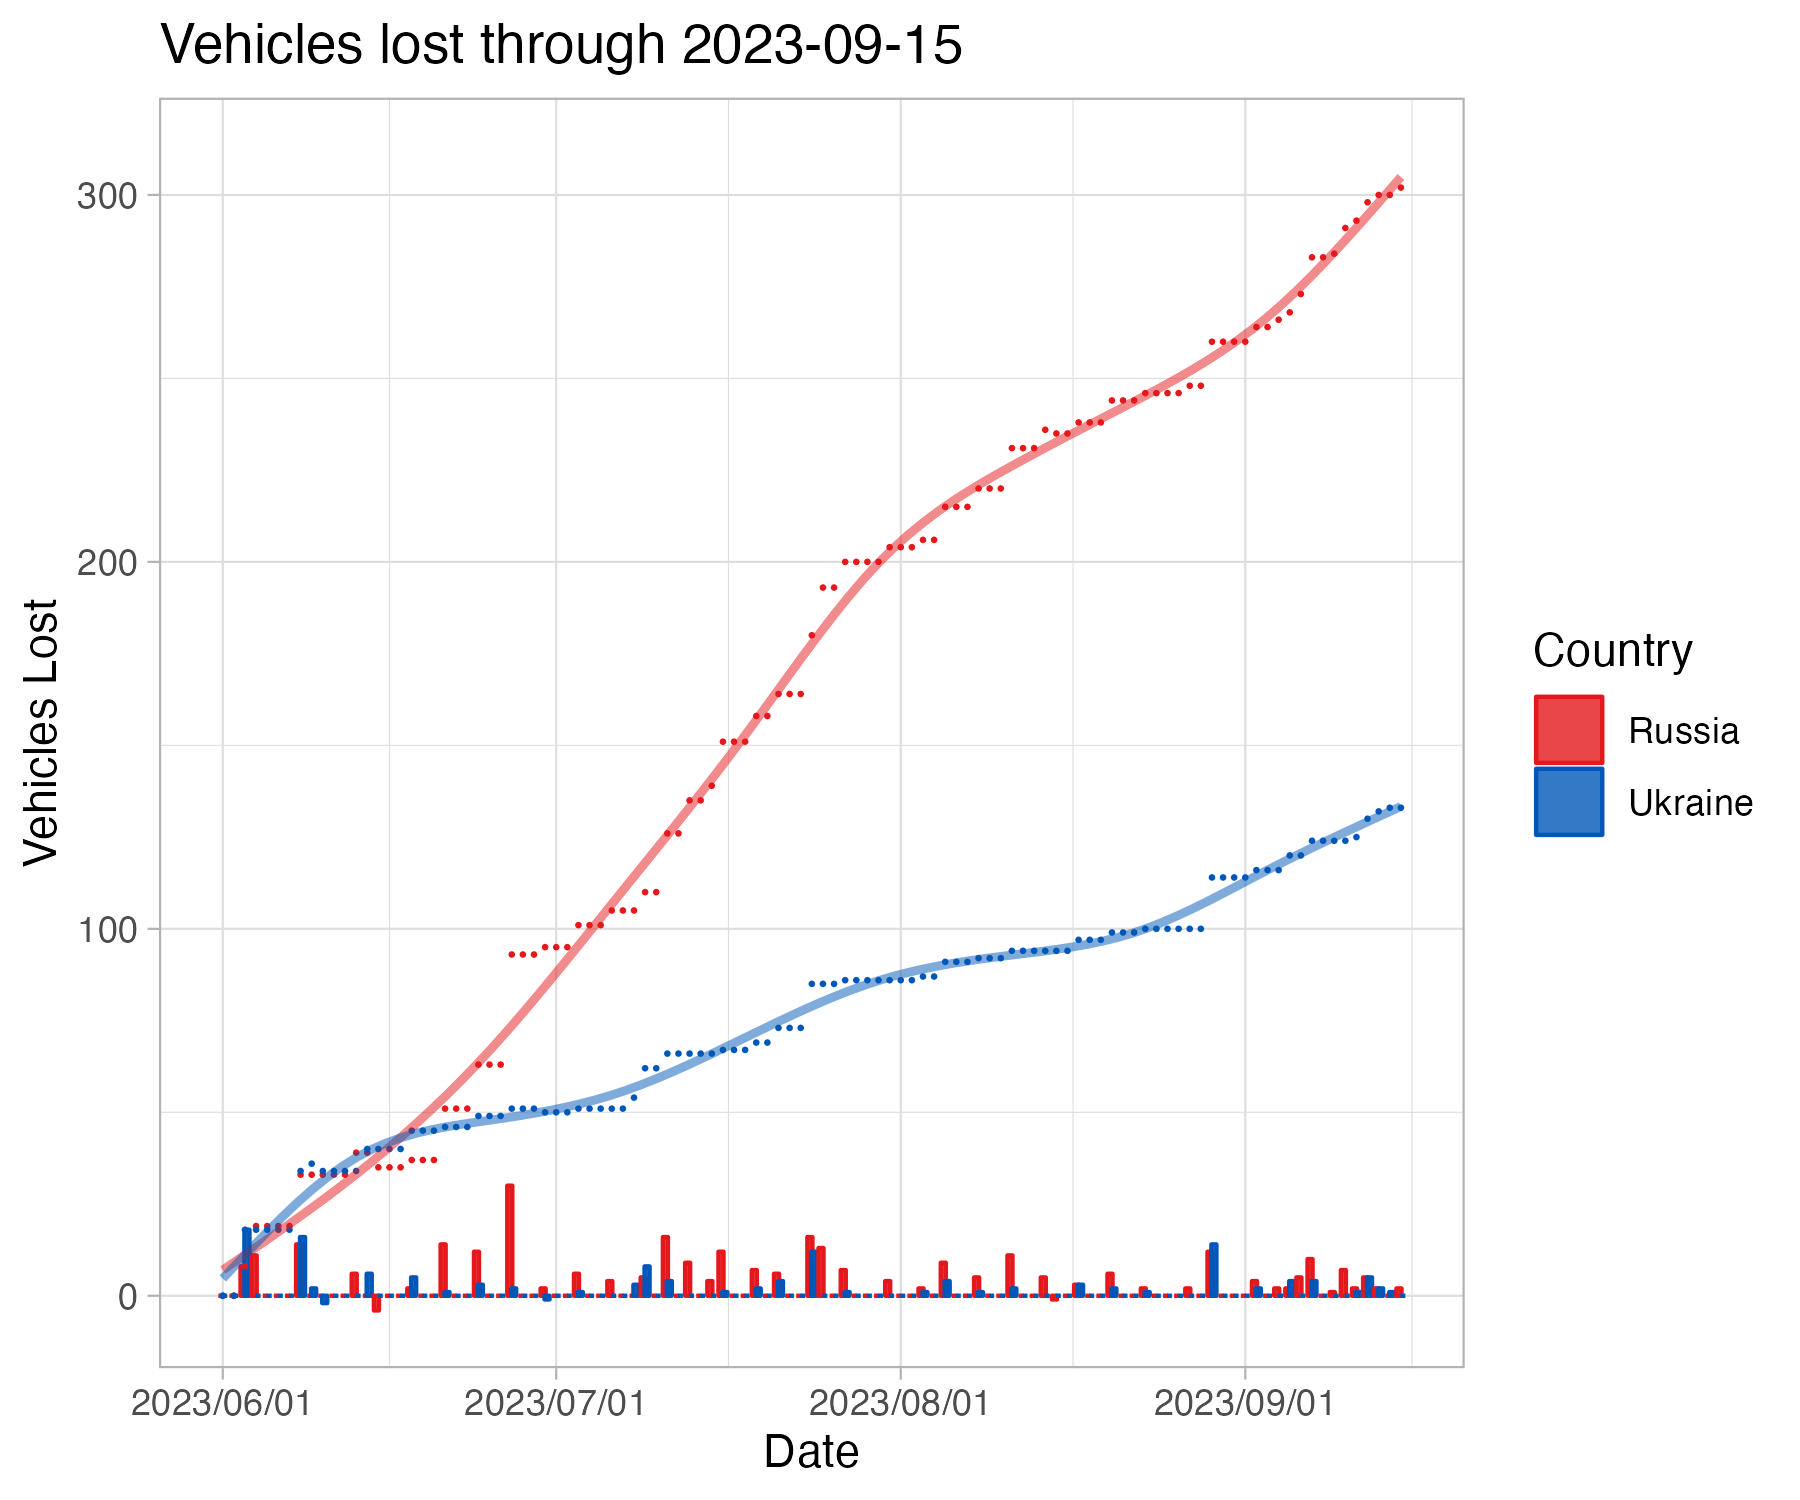 Vehicles lost through 2023-09-15
300
200
100
0
Vehicles Lost
2023/06/01
2023/07/01
2023/08/01
2023/09/01
Date
Country
Russia
Ukraine